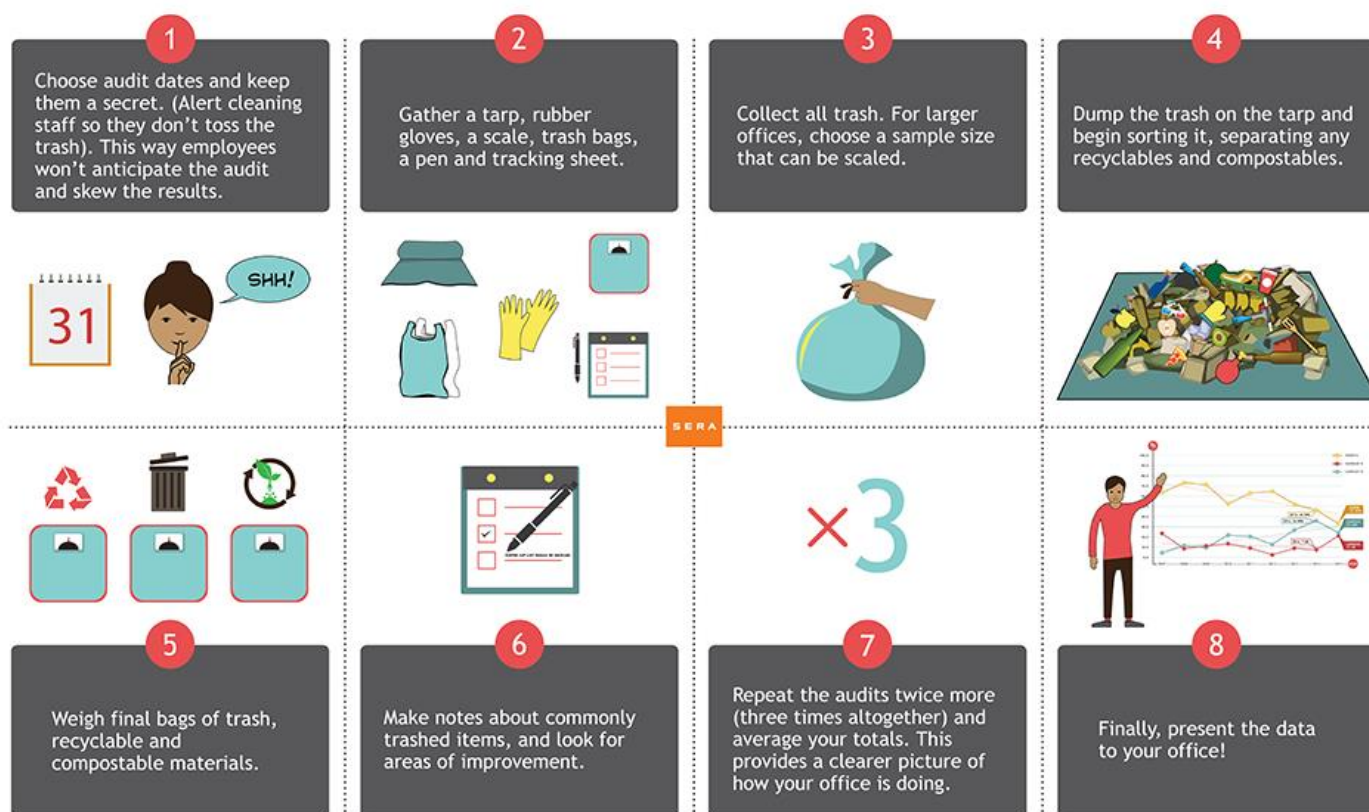 1
Choose audit dates and keep
them a secret. (Alert cleaning
staff so they don't toss the
trash). This way employees
won't anticipate the audit
and skew the results.
2
Gather a tarp, rubber
gloves, a scale, trash bags,
a pen and tracking sheet.
3
Collect all trash. For larger
offices, choose a sample size
that can be scaled.
4
Dump the trash on the tarp and
begin sorting it, separating any
recyclables and compostables.
31
SHH!
SERA
×3
5
Weigh final bags of trash,
recyclable and
compostable materials.
6
Make notes about commonly
trashed items, and look for
areas of improvement.
7
Repeat the audits twice more
(three times altogether) and
average your totals. This
provides a clearer picture of
how your office is doing.
8
Finally, present the data
to your office!